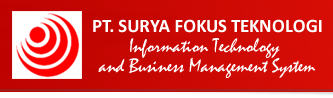 PT. SURYA FOKUS TEKNOLOGI
Information Technology
and Business Management System